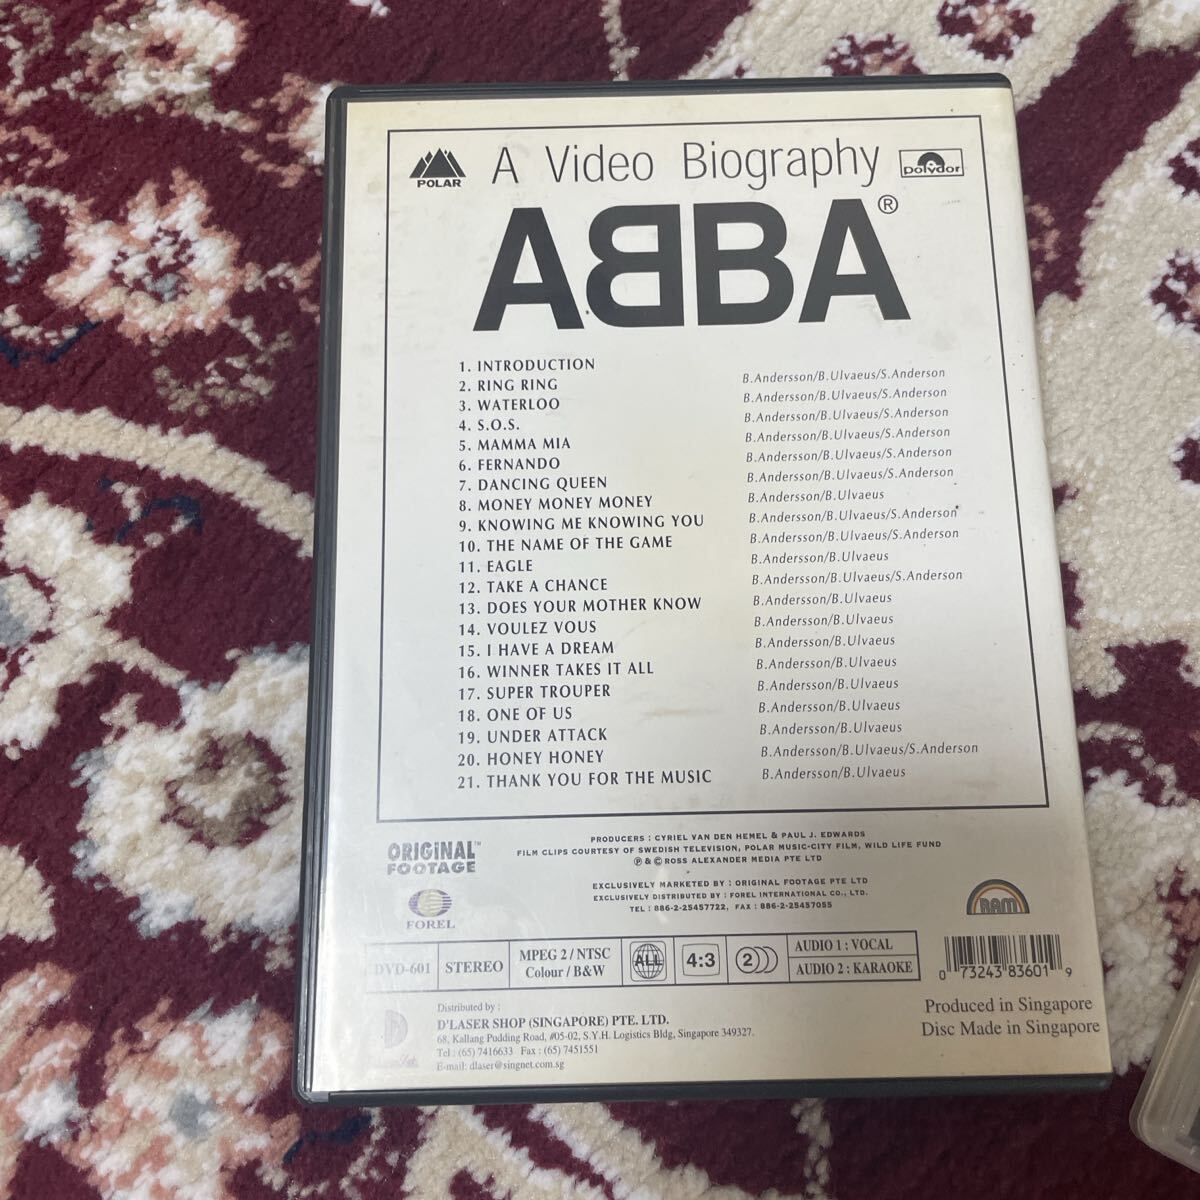 POLAR
A Video Biography
polydor
ABBA®
1. INTRODUCTION
2. RING RING B.Andersson/B.Ulvaeus/S.Anderson
3. WATERLOO B.Andersson/B.Ulvaeus/S.Anderson
4. S.O.S. B.Andersson/B.Ulvaeus/S.Anderson
5. MAMMA MIA B.Andersson/B.Ulvaeus/S.Anderson
6. FERNANDO B.Andersson/B.Ulvaeus/S.Anderson
7. DANCING QUEEN B.Andersson/B.Ulvaeus/S.Anderson
8. MONEY MONEY MONEY B.Andersson/B.Ulvaeus
9. KNOWING ME KNOWING YOU B.Andersson/B.Ulvaeus/S.Anderson
10. THE NAME OF THE GAME B.Andersson/B.Ulvaeus/S.Anderson
11. EAGLE B.Andersson/B.Ulvaeus
12. TAKE A CHANCE B.Andersson/B.Ulvaeus/S.Anderson
13. DOES YOUR MOTHER KNOW B.Andersson/B.Ulvaeus
14. VOULEZ VOUS B.Andersson/B.Ulvaeus
15. I HAVE A DREAM B.Andersson/B.Ulvaeus
16. WINNER TAKES IT ALL B.Andersson/B.Ulvaeus
17. SUPER TROUPER B.Andersson/B.Ulvaeus
18. ONE OF US B.Andersson/B.Ulvaeus
19. UNDER ATTACK B.Andersson/B.Ulvaeus
20. HONEY HONEY B.Andersson/B.Ulvaeus/S.Anderson
21. THANK YOU FOR THE MUSIC B.Andersson/B.Ulvaeus
ORIGINAL™
FOOTAGE
FOREL
PRODUCERS : CYRIEL VAN DEN HEMEL & PAUL J. EDWARDS
FILM CLIPS COURTESY OF SWEDISH TELEVISION, POLAR MUSIC-CITY FILM, WILD LIFE FUND
℗ & © ROSS ALEXANDER MEDIA PTE LTD
EXCLUSIVELY MARKETED BY : ORIGINAL FOOTAGE PTE LTD
EXCLUSIVELY DISTRIBUTED BY : FOREL INTERNATIONAL CO., LTD.
TEL : 886-2-25457722, FAX : 886-2-25457055
RAM
DVD-601
STEREO
MPEG 2 / NTSC
Colour / B&W
ALL
4:3
2
AUDIO 1 : VOCAL
AUDIO 2 : KARAOKE
0 73243 83601 9
Produced in Singapore
Disc Made in Singapore
Distributed by :
D'LASER SHOP (SINGAPORE) PTE. LTD.
68, Kallang Pudding Road, #05-02, S.Y.H. Logistics Bldg, Singapore 349327.
Tel : (65) 7416633 Fax : (65) 7451551
E-mail: dlaser@singnet.com.sg